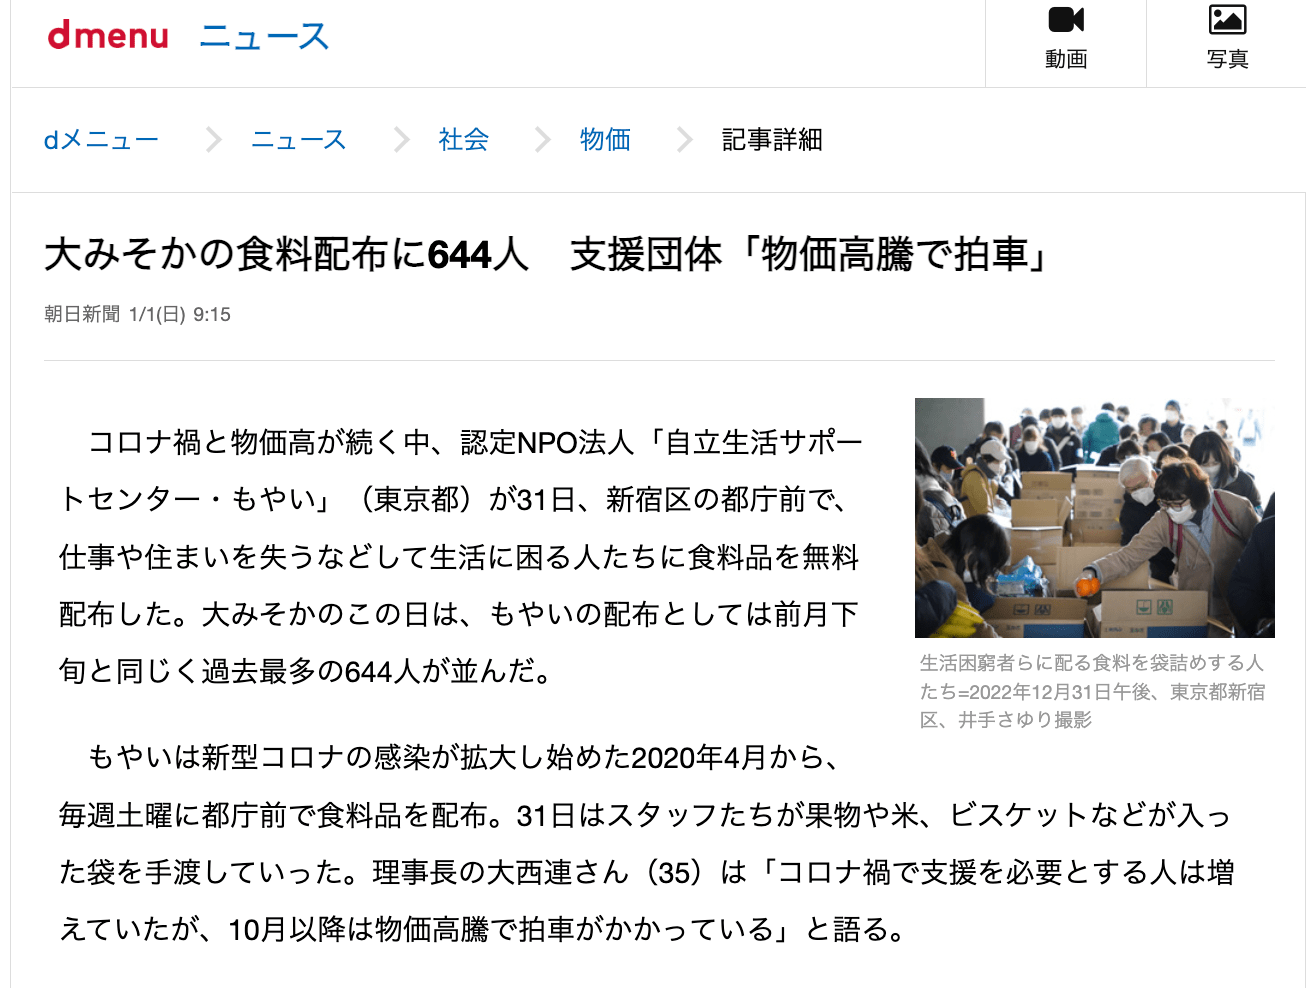 dmenu ニュース
動画
写真
dメニュー
ニュース
社会
物価
記事詳細
大みそかの食料配布に644人　支援団体「物価高騰で拍車」
朝日新聞 1/1(日) 9:15
　コロナ禍と物価高が続く中、認定NPO法人「自立生活サポー
トセンター・もやい」（東京都）が31日、新宿区の都庁前で、
仕事や住まいを失うなどして生活に困る人たちに食料品を無料
配布した。大みそかのこの日は、もやいの配布としては前月下
旬と同じく過去最多の644人が並んだ。
生活困窮者らに配る食料を袋詰めする人
たち=2022年12月31日午後、東京都新宿
区、井手さゆり撮影
　もやいは新型コロナの感染が拡大し始めた2020年4月から、
毎週土曜に都庁前で食料品を配布。31日はスタッフたちが果物や米、ビスケットなどが入っ
た袋を手渡していった。理事長の大西連さん（35）は「コロナ禍で支援を必要とする人は増
えていたが、10月以降は物価高騰で拍車がかかっている」と語る。